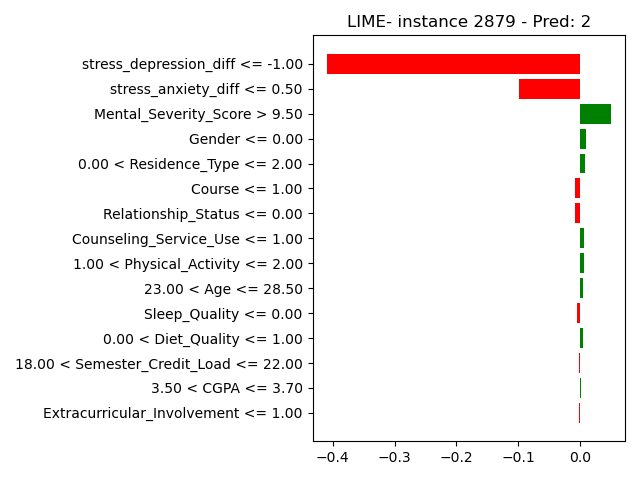 LIME- instance 2879 - Pred: 2
stress_depression_diff <= -1.00
stress_anxiety_diff <= 0.50
Mental_Severity_Score > 9.50
Gender <= 0.00
0.00 < Residence_Type <= 2.00
Course <= 1.00
Relationship_Status <= 0.00
Counseling_Service_Use <= 1.00
1.00 < Physical_Activity <= 2.00
23.00 < Age <= 28.50
Sleep_Quality <= 0.00
0.00 < Diet_Quality <= 1.00
18.00 < Semester_Credit_Load <= 22.00
3.50 < CGPA <= 3.70
Extracurricular_Involvement <= 1.00
−0.4 −0.3 −0.2 −0.1 0.0